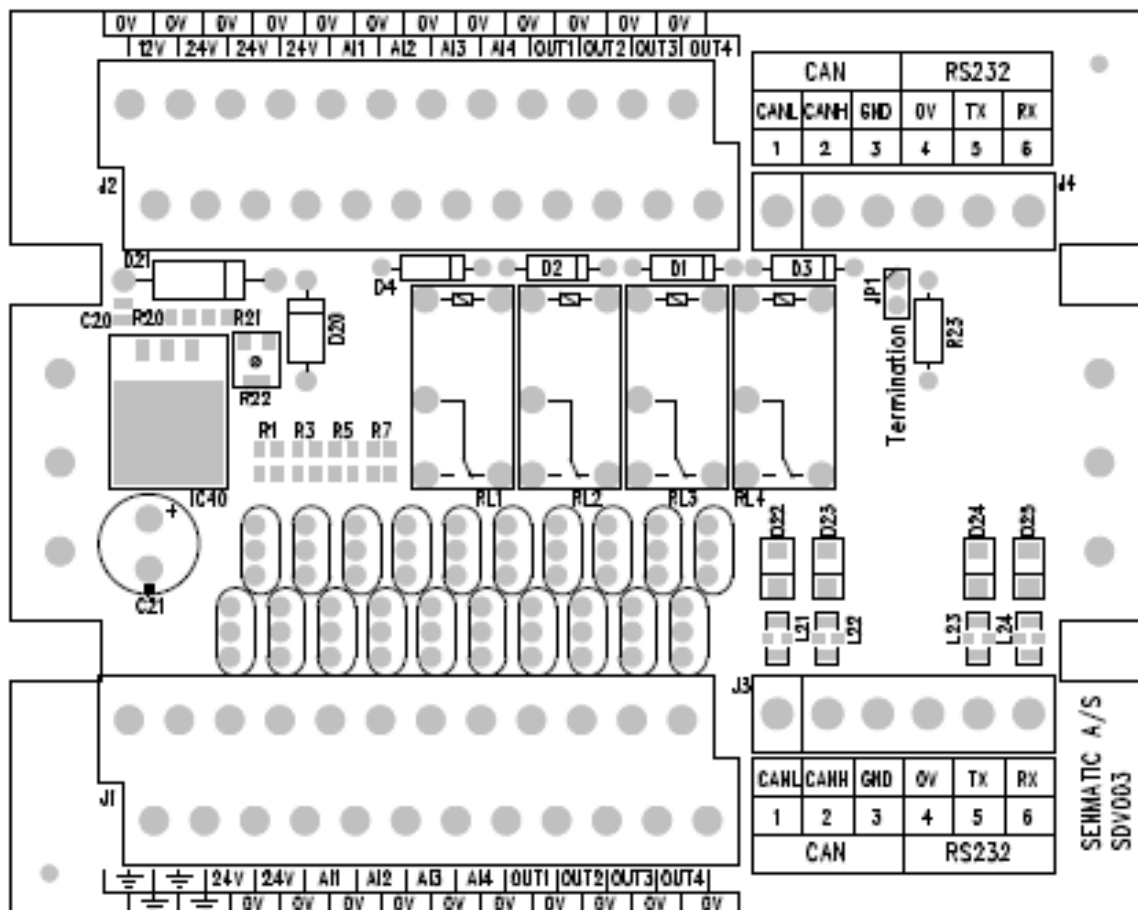 0V 0V 0V 0V 0V 0V 0V 0V 0V 0V 0V 0V
12V 24V 24V 24V AI1 AI2 AI3 AI4 OUT1 OUT2 OUT3 OUT4
CAN RS232
CANL CANH GND 0V TX RX
1 2 3 4 5 6
J2
J4
D21
D4 D2 D1 D3
JP1
C20 R20 R21
D20
R23
R22
Termination
R1 R3 R5 R7
IC40
RL1 RL2 RL3 RL4
+
C21
D22 D23 D24 D25
L21 L22 L23 L24
J3
J1
CANL CANH GND 0V TX RX
1 2 3 4 5 6
CAN RS232
SENMATIC A/S
SDV003
24V 24V AI1 AI2 AI3 AI4 OUT1 OUT2 OUT3 OUT4
0V 0V 0V 0V 0V 0V 0V 0V 0V 0V